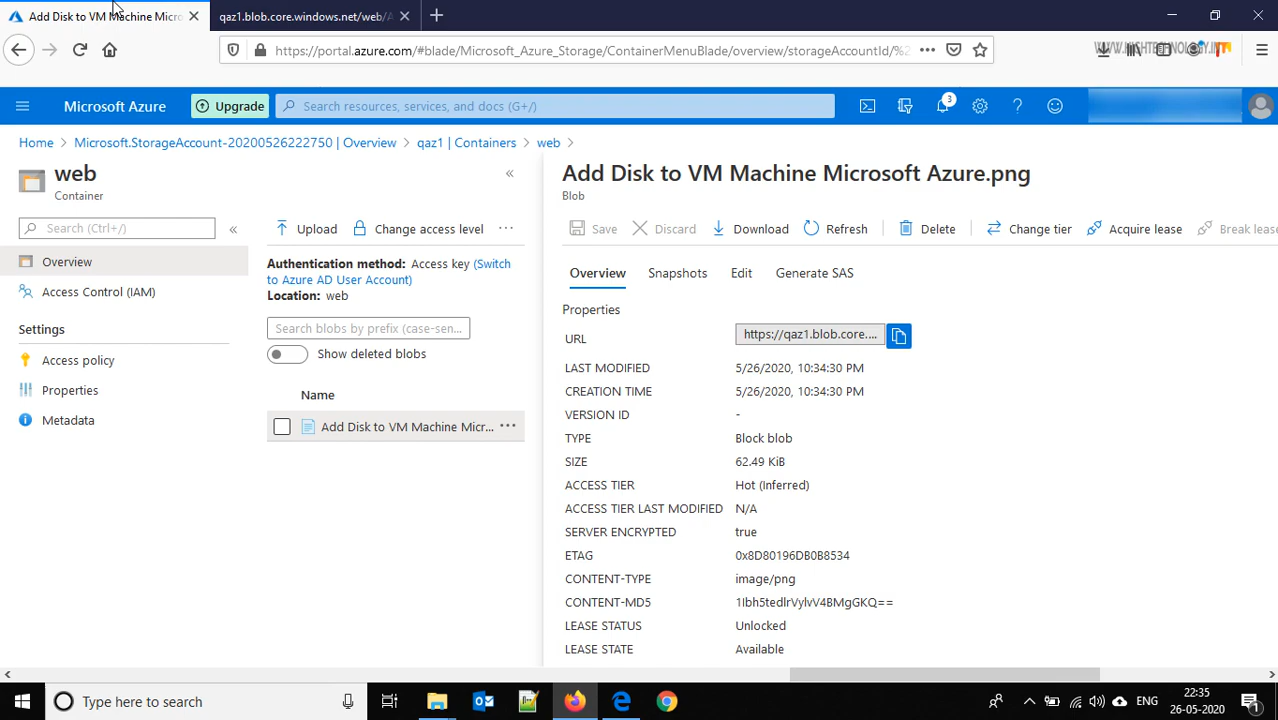 Add Disk to VM Machine Micro
qaz1.blob.core.windows.net/web/A
https://portal.azure.com/#blade/Microsoft_Azure_Storage/ContainerMenuBlade/overview/storageAccountId/%2
Microsoft Azure
Upgrade
Search resources, services, and docs (G+/)
3
Home > Microsoft.StorageAccount-20200526222750 | Overview > qaz1 | Containers > web >
web
Container
Search (Ctrl+/)
Overview
Access Control (IAM)
Settings
Access policy
Properties
Metadata
Upload
Change access level
Authentication method: Access key (Switch
to Azure AD User Account)
Location: web
Search blobs by prefix (case-sen...
Show deleted blobs
Name
Add Disk to VM Machine Micr...
Add Disk to VM Machine Microsoft Azure.png
Blob
Save
Discard
Download
Refresh
Delete
Change tier
Acquire lease
Break lease
Overview
Snapshots
Edit
Generate SAS
Properties
URL https://qaz1.blob.core....
LAST MODIFIED 5/26/2020, 10:34:30 PM
CREATION TIME 5/26/2020, 10:34:30 PM
VERSION ID -
TYPE Block blob
SIZE 62.49 KiB
ACCESS TIER Hot (Inferred)
ACCESS TIER LAST MODIFIED N/A
SERVER ENCRYPTED true
ETAG 0x8D80196DB0B8534
CONTENT-TYPE image/png
CONTENT-MD5 1Ibh5tedlrVylvV4BMgGKQ==
LEASE STATUS Unlocked
LEASE STATE Available
Type here to search
ENG
22:35
26-05-2020
1